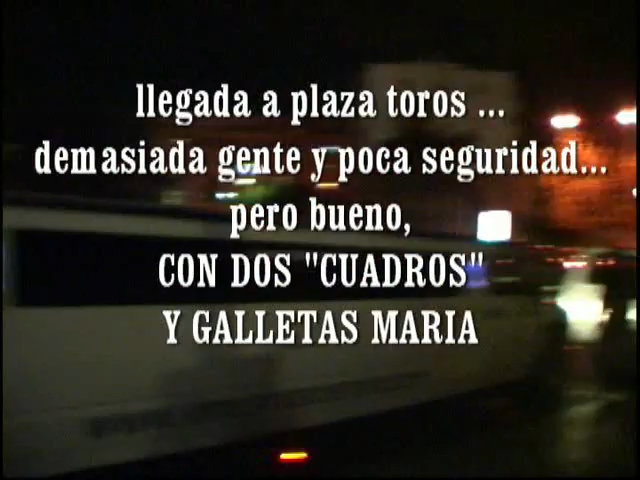 llegada a plaza toros ...
demasiada gente y poca seguridad...
pero bueno,
CON DOS "CUADROS"
Y GALLETAS MARIA